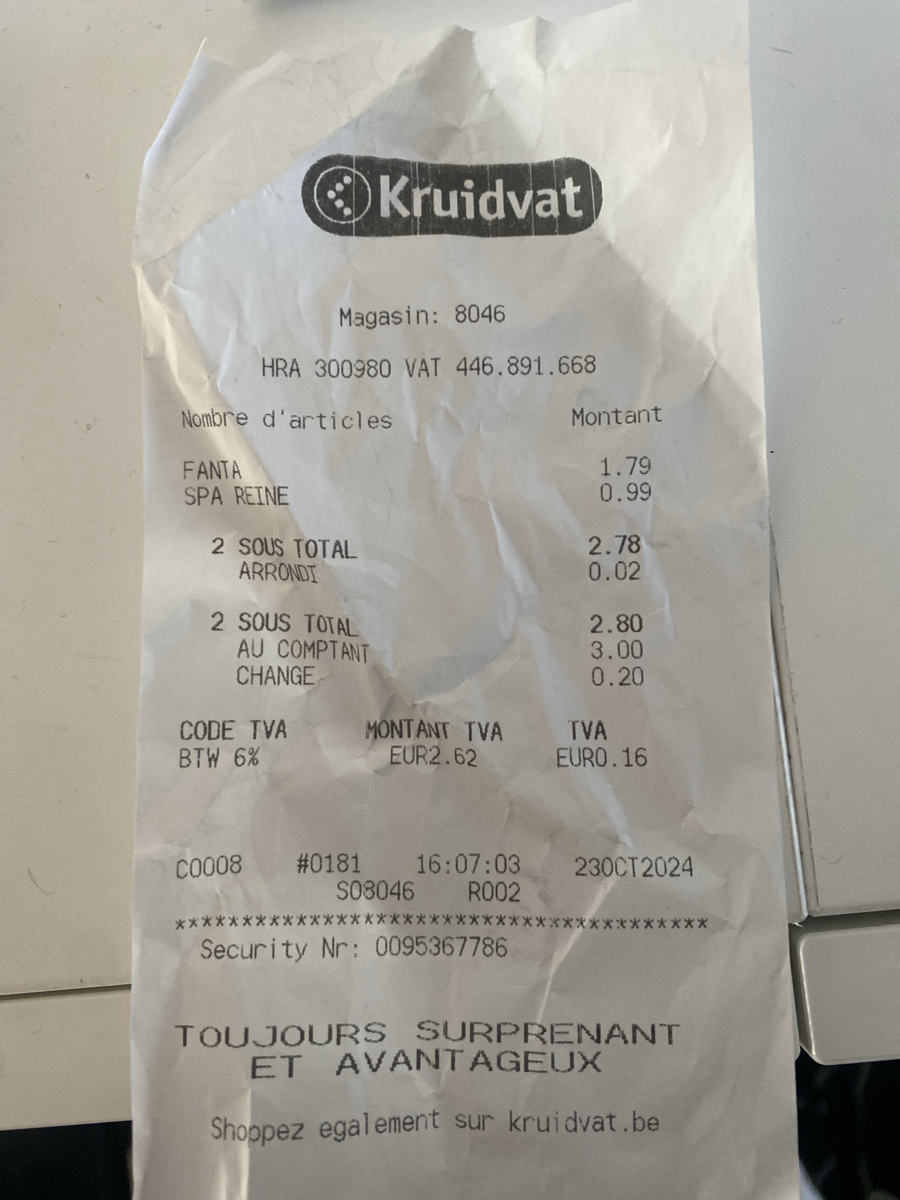 Kruidvat
Magasin: 8046
HRA 300980 VAT 446.891.668
Nombre d'articles Montant
FANTA 1.79
SPA REINE 0.99
2 SOUS TOTAL 2.78
ARRONDI 0.02
2 SOUS TOTAL 2.80
AU COMPTANT 3.00
CHANGE 0.20
CODE TVA MONTANT TVA TVA
BTW 6% EUR2.62 EUR0.16
C0008 #0181 16:07:03 23OCT2024
S08046 R002
****************************************
Security Nr: 0095367786
TOUJOURS SURPRENANT
ET AVANTAGEUX
Shoppez egalement sur kruidvat.be